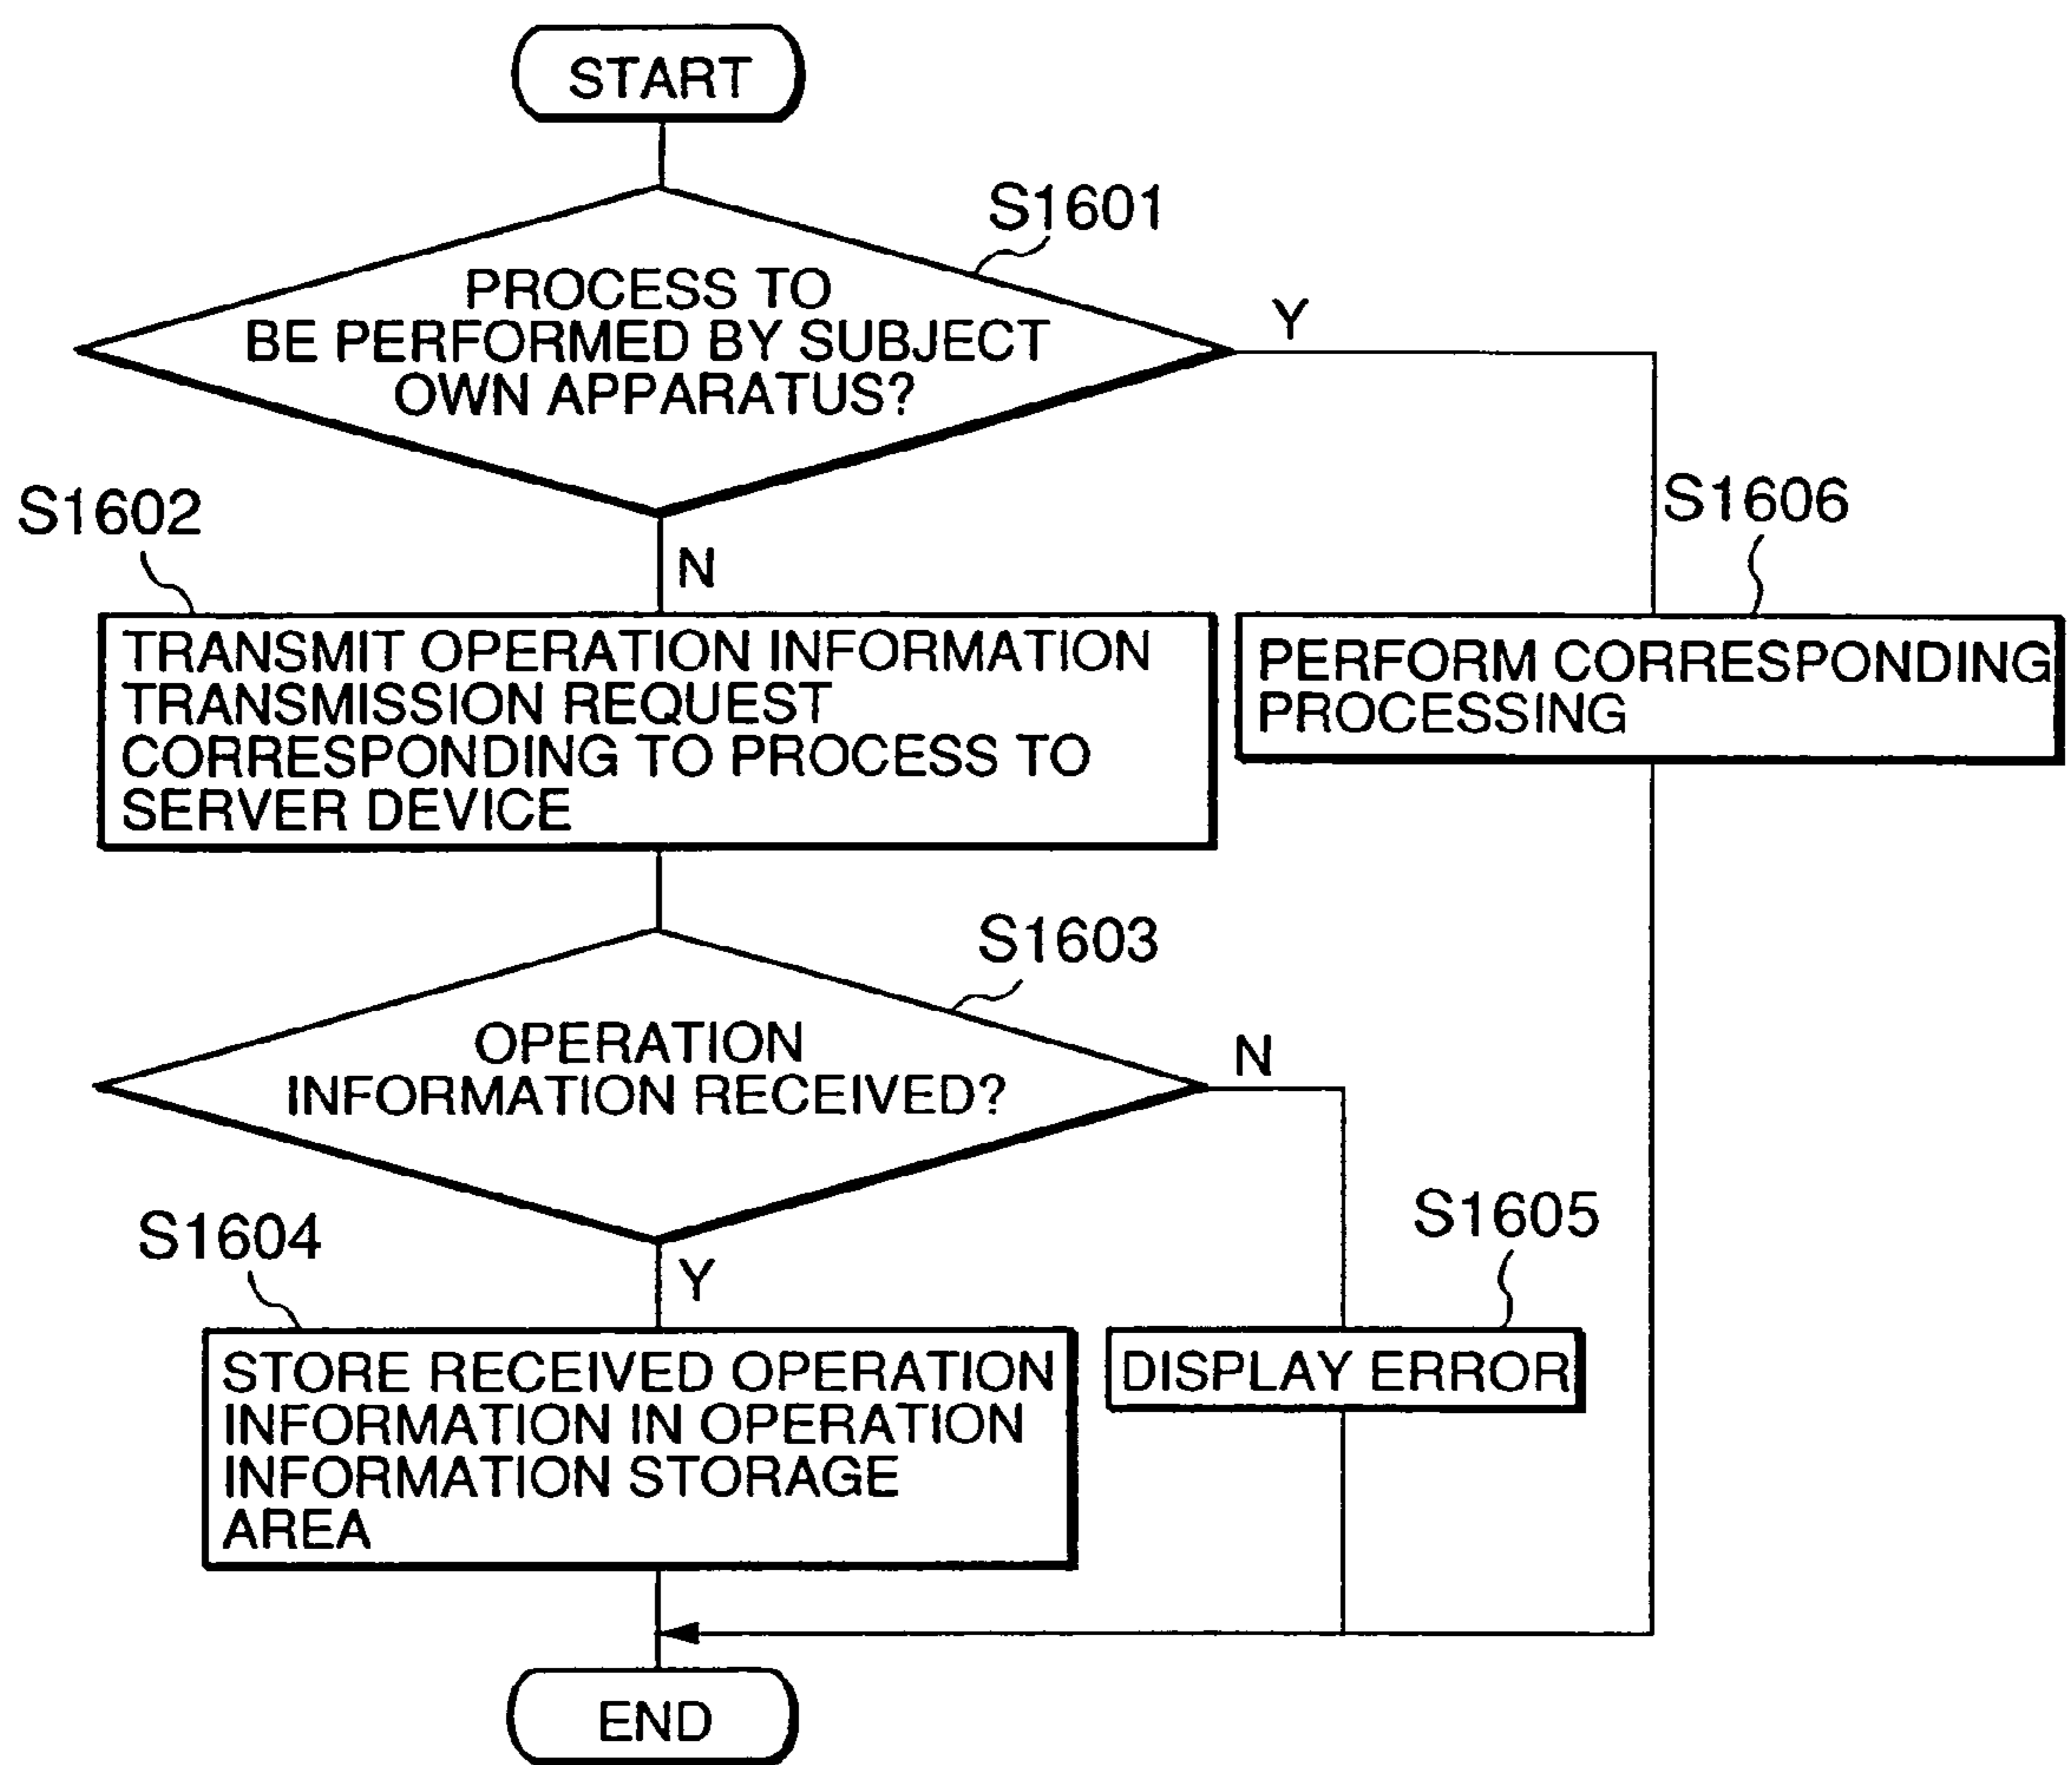 START
S1601
PROCESS TO
BE PERFORMED BY SUBJECT
OWN APPARATUS?
Y
S1602
N
S1606
TRANSMIT OPERATION INFORMATION
TRANSMISSION REQUEST
CORRESPONDING TO PROCESS TO
SERVER DEVICE
PERFORM CORRESPONDING
PROCESSING
S1603
OPERATION
INFORMATION RECEIVED?
N
S1604
Y
S1605
STORE RECEIVED OPERATION
INFORMATION IN OPERATION
INFORMATION STORAGE
AREA
DISPLAY ERROR
END